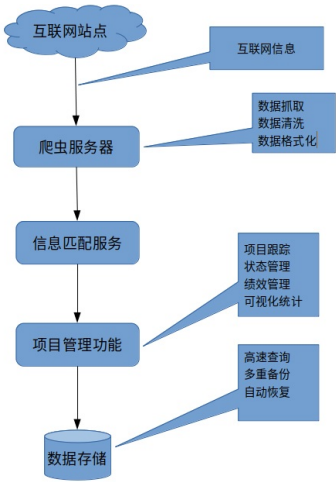 互联网站点
互联网信息
数据抓取
数据清洗
数据格式化
爬虫服务器
信息匹配服务
项目跟踪
状态管理
绩效管理
可视化统计
项目管理功能
高速查询
多重备份
自动恢复
数据存储